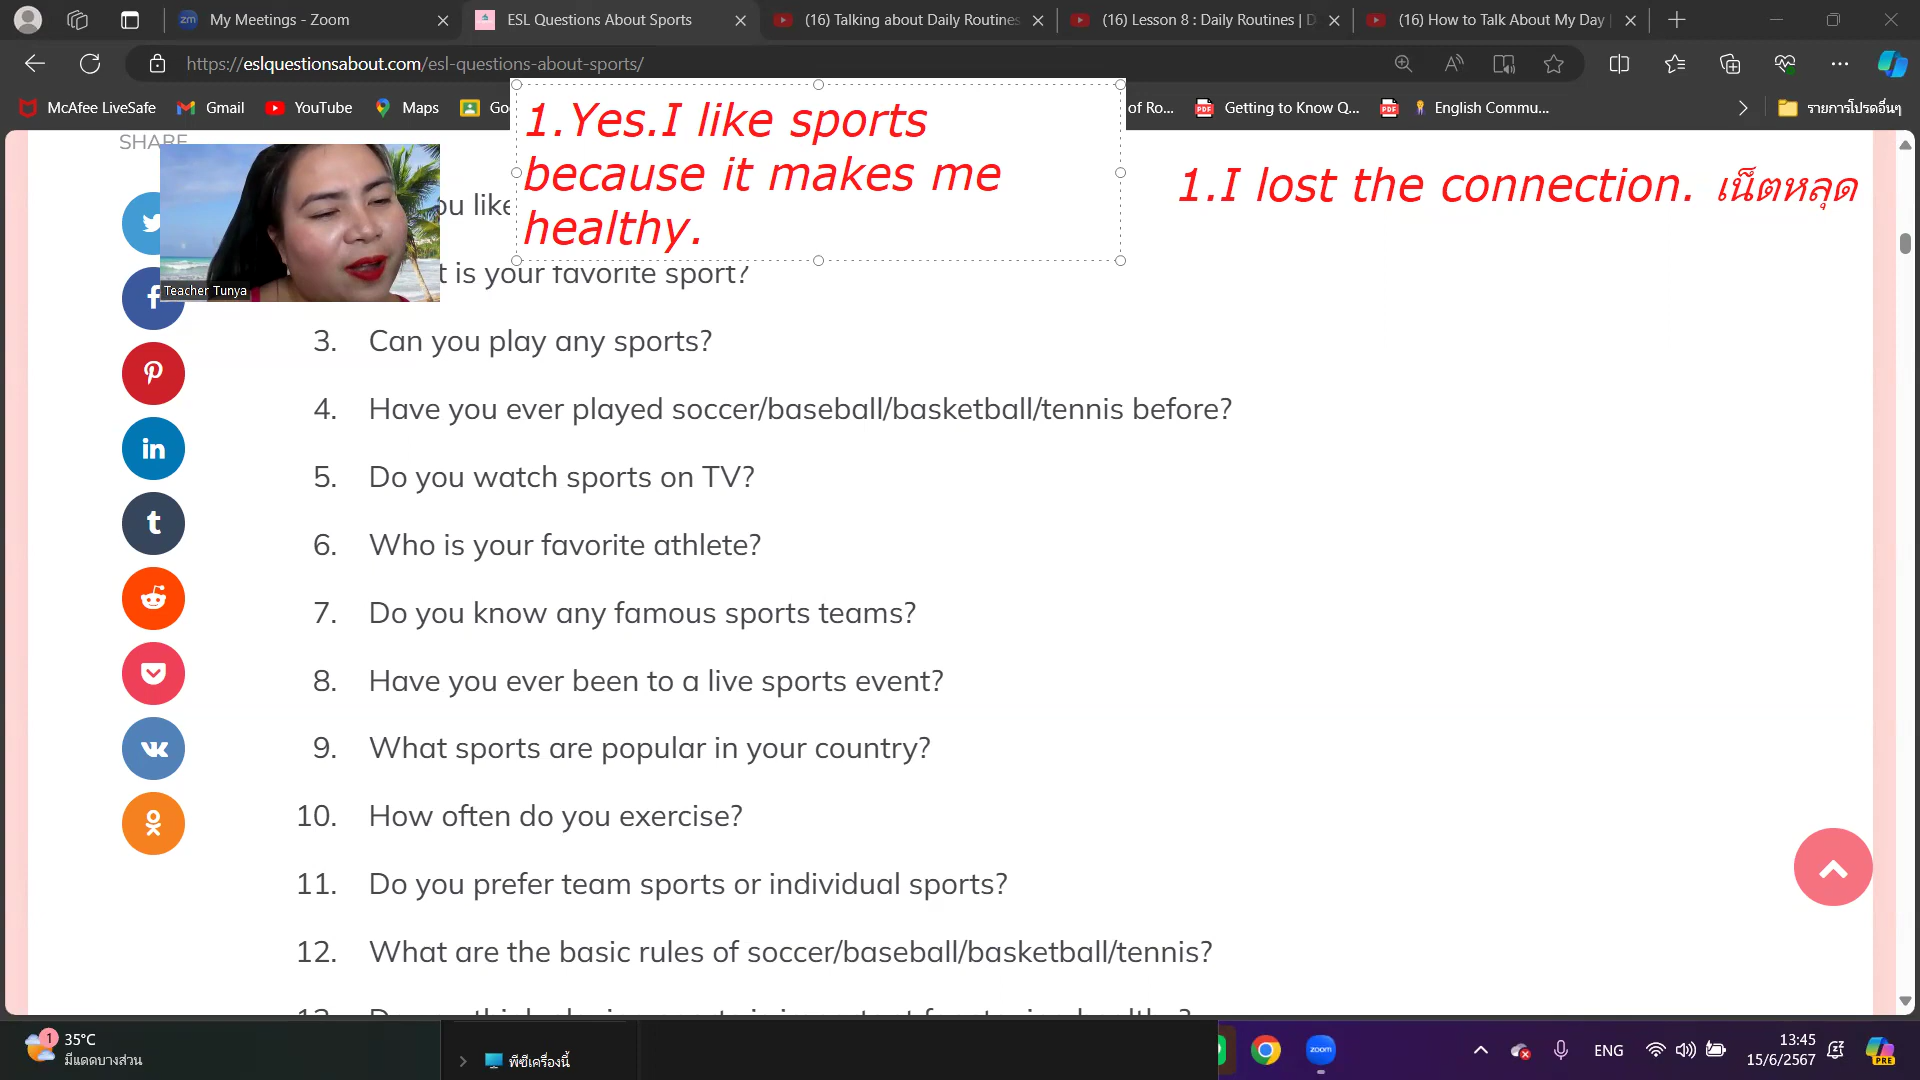 My Meetings - Zoom
ESL Questions About Sports
(16) Talking about Daily Routines
(16) Lesson 8 : Daily Routines | D
(16) How to Talk About My Day |
https://eslquestionsabout.com/esl-questions-about-sports/
McAfee LiveSafe
Gmail
YouTube
Maps
Go
of Ro...
Getting to Know Q...
English Commu...
รายการโปรดอื่นๆ
SHARE
1.Yes.I like sports
because it makes me
healthy.
1.I lost the connection. เน็ตหลุด
ou like
t is your favorite sport?
Teacher Tunya
3. Can you play any sports?
4. Have you ever played soccer/baseball/basketball/tennis before?
5. Do you watch sports on TV?
6. Who is your favorite athlete?
7. Do you know any famous sports teams?
8. Have you ever been to a live sports event?
9. What sports are popular in your country?
10. How often do you exercise?
11. Do you prefer team sports or individual sports?
12. What are the basic rules of soccer/baseball/basketball/tennis?
1
35°C
มีแดดบางส่วน
พีซีเครื่องนี้
zoom
ENG
13:45
15/6/2567
PRE